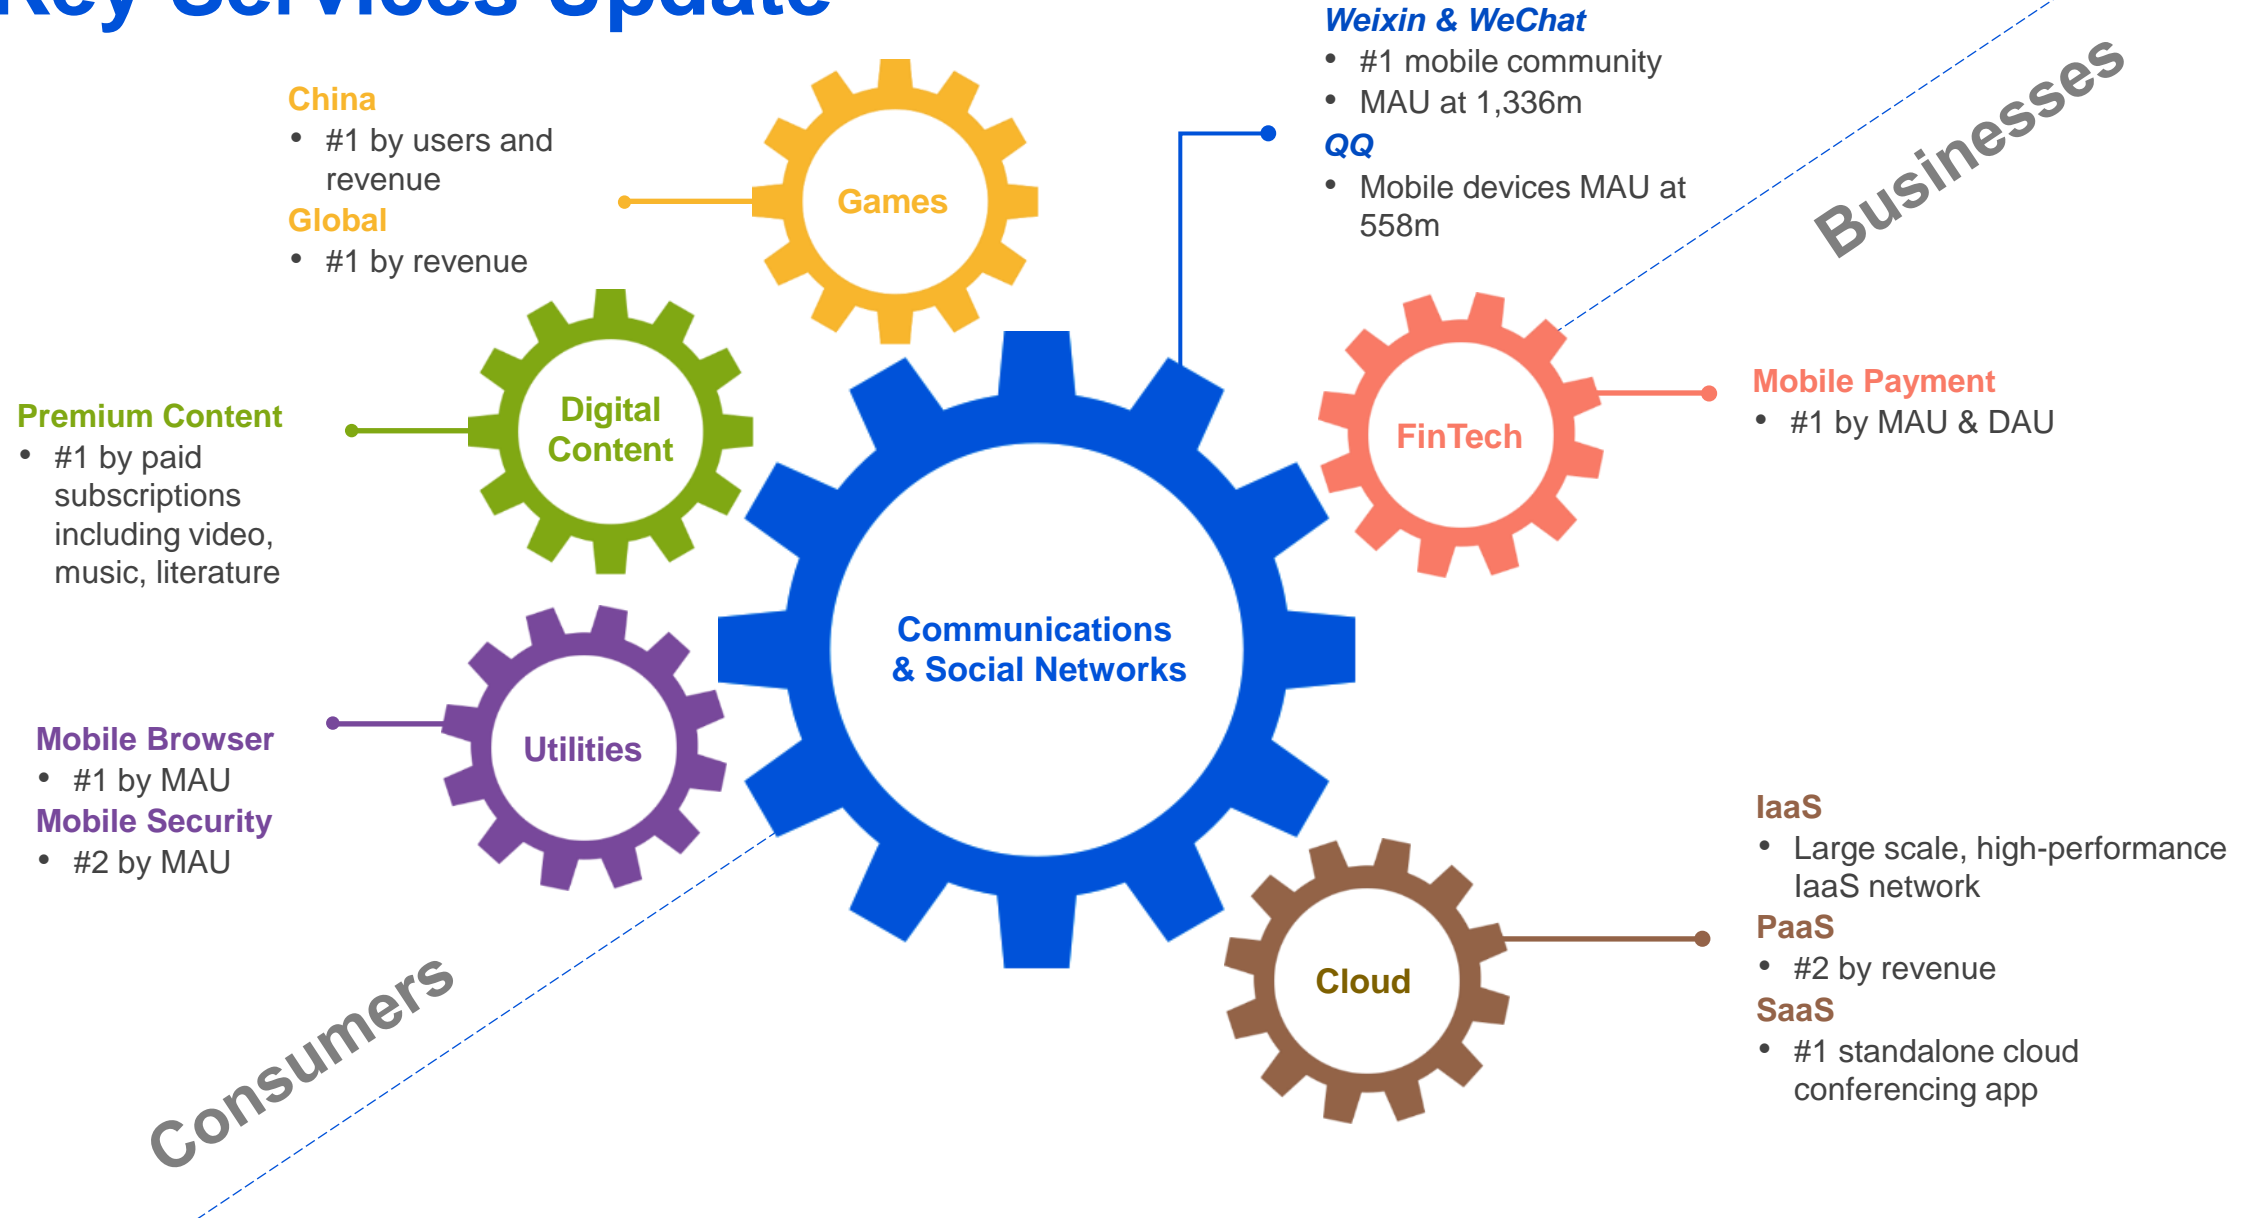 Key Services Update
China
• #1 by users and
revenue
Global
• #1 by revenue
Games
Weixin & WeChat
• #1 mobile community
• MAU at 1,336m
QQ
• Mobile devices MAU at
558m
Businesses
Premium Content
• #1 by paid
subscriptions
including video,
music, literature
Digital
Content
FinTech
Mobile Payment
• #1 by MAU & DAU
Communications
& Social Networks
Mobile Browser
• #1 by MAU
Mobile Security
• #2 by MAU
Utilities
Consumers
Cloud
IaaS
• Large scale, high-performance
IaaS network
PaaS
• #2 by revenue
SaaS
• #1 standalone cloud
conferencing app